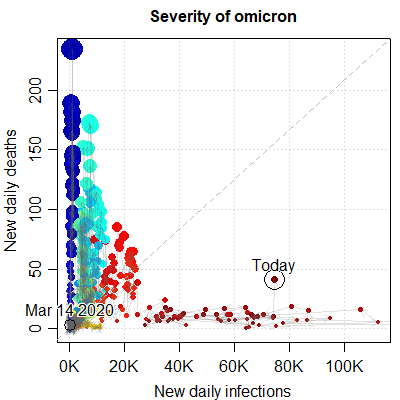 Severity of omicron
New daily deaths
200
150
100
50
0
Today
Mar 14 2020
0K
20K
40K
60K
80K
100K
New daily infections